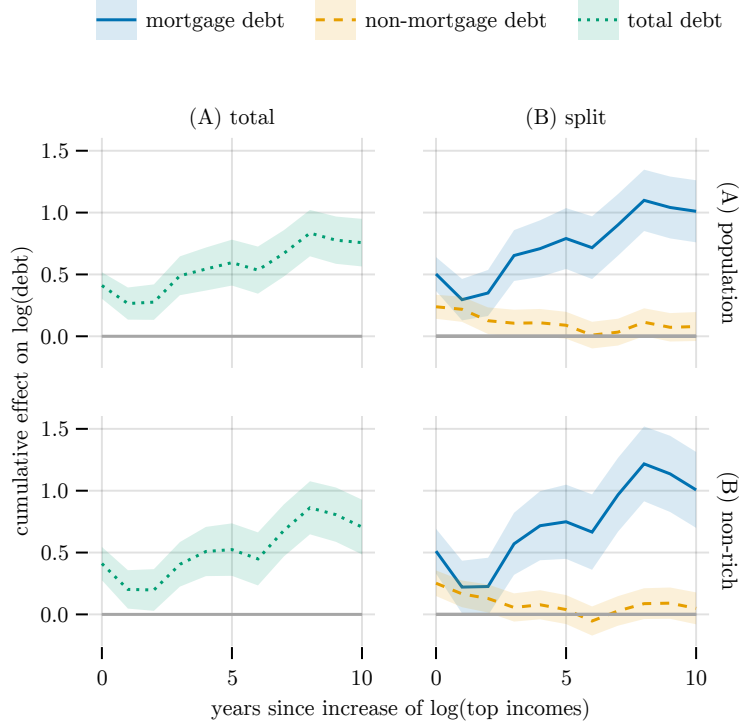 mortgage debt non-mortgage debt total debt
(A) total (B) split
1.5
1.0
0.5
0.0
(A) population
cumulative effect on log(debt)
1.5
1.0
0.5
0.0
(B) non-rich
0 5 10 0 5 10
years since increase of log(top incomes)